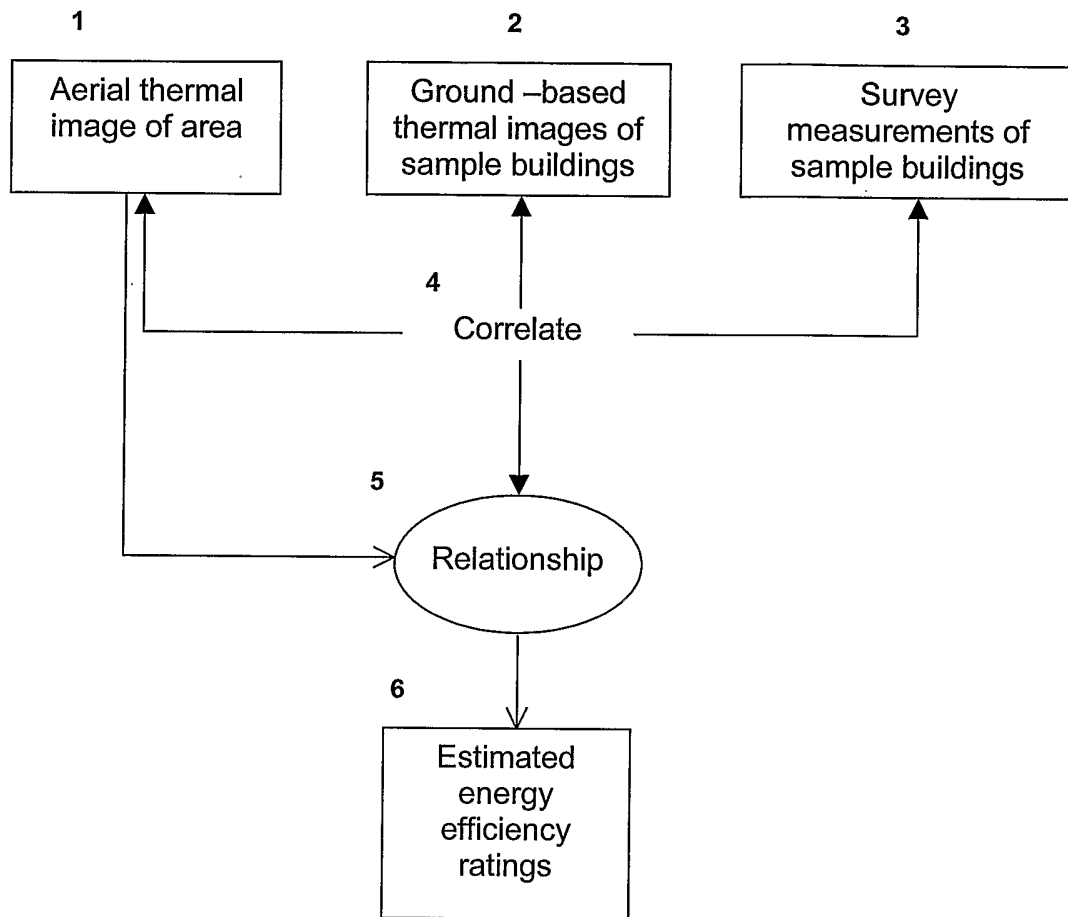 1
Aerial thermal
image of area
2
Ground –based
thermal images of
sample buildings
3
Survey
measurements of
sample buildings
4
Correlate
5
Relationship
6
Estimated
energy
efficiency
ratings